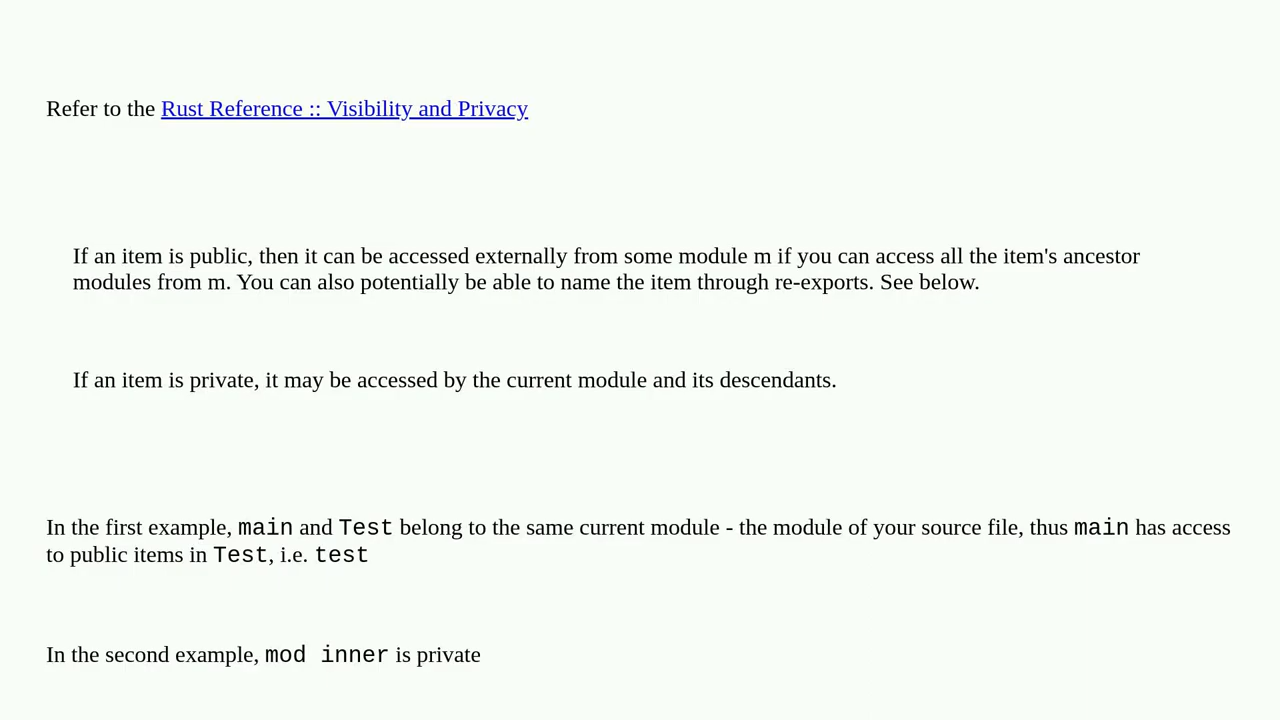 Refer to the Rust Reference :: Visibility and Privacy
If an item is public, then it can be accessed externally from some module m if you can access all the item's ancestor
modules from m. You can also potentially be able to name the item through re-exports. See below.
If an item is private, it may be accessed by the current module and its descendants.
In the first example, main and Test belong to the same current module - the module of your source file, thus main has access
to public items in Test, i.e. test
In the second example, mod inner is private